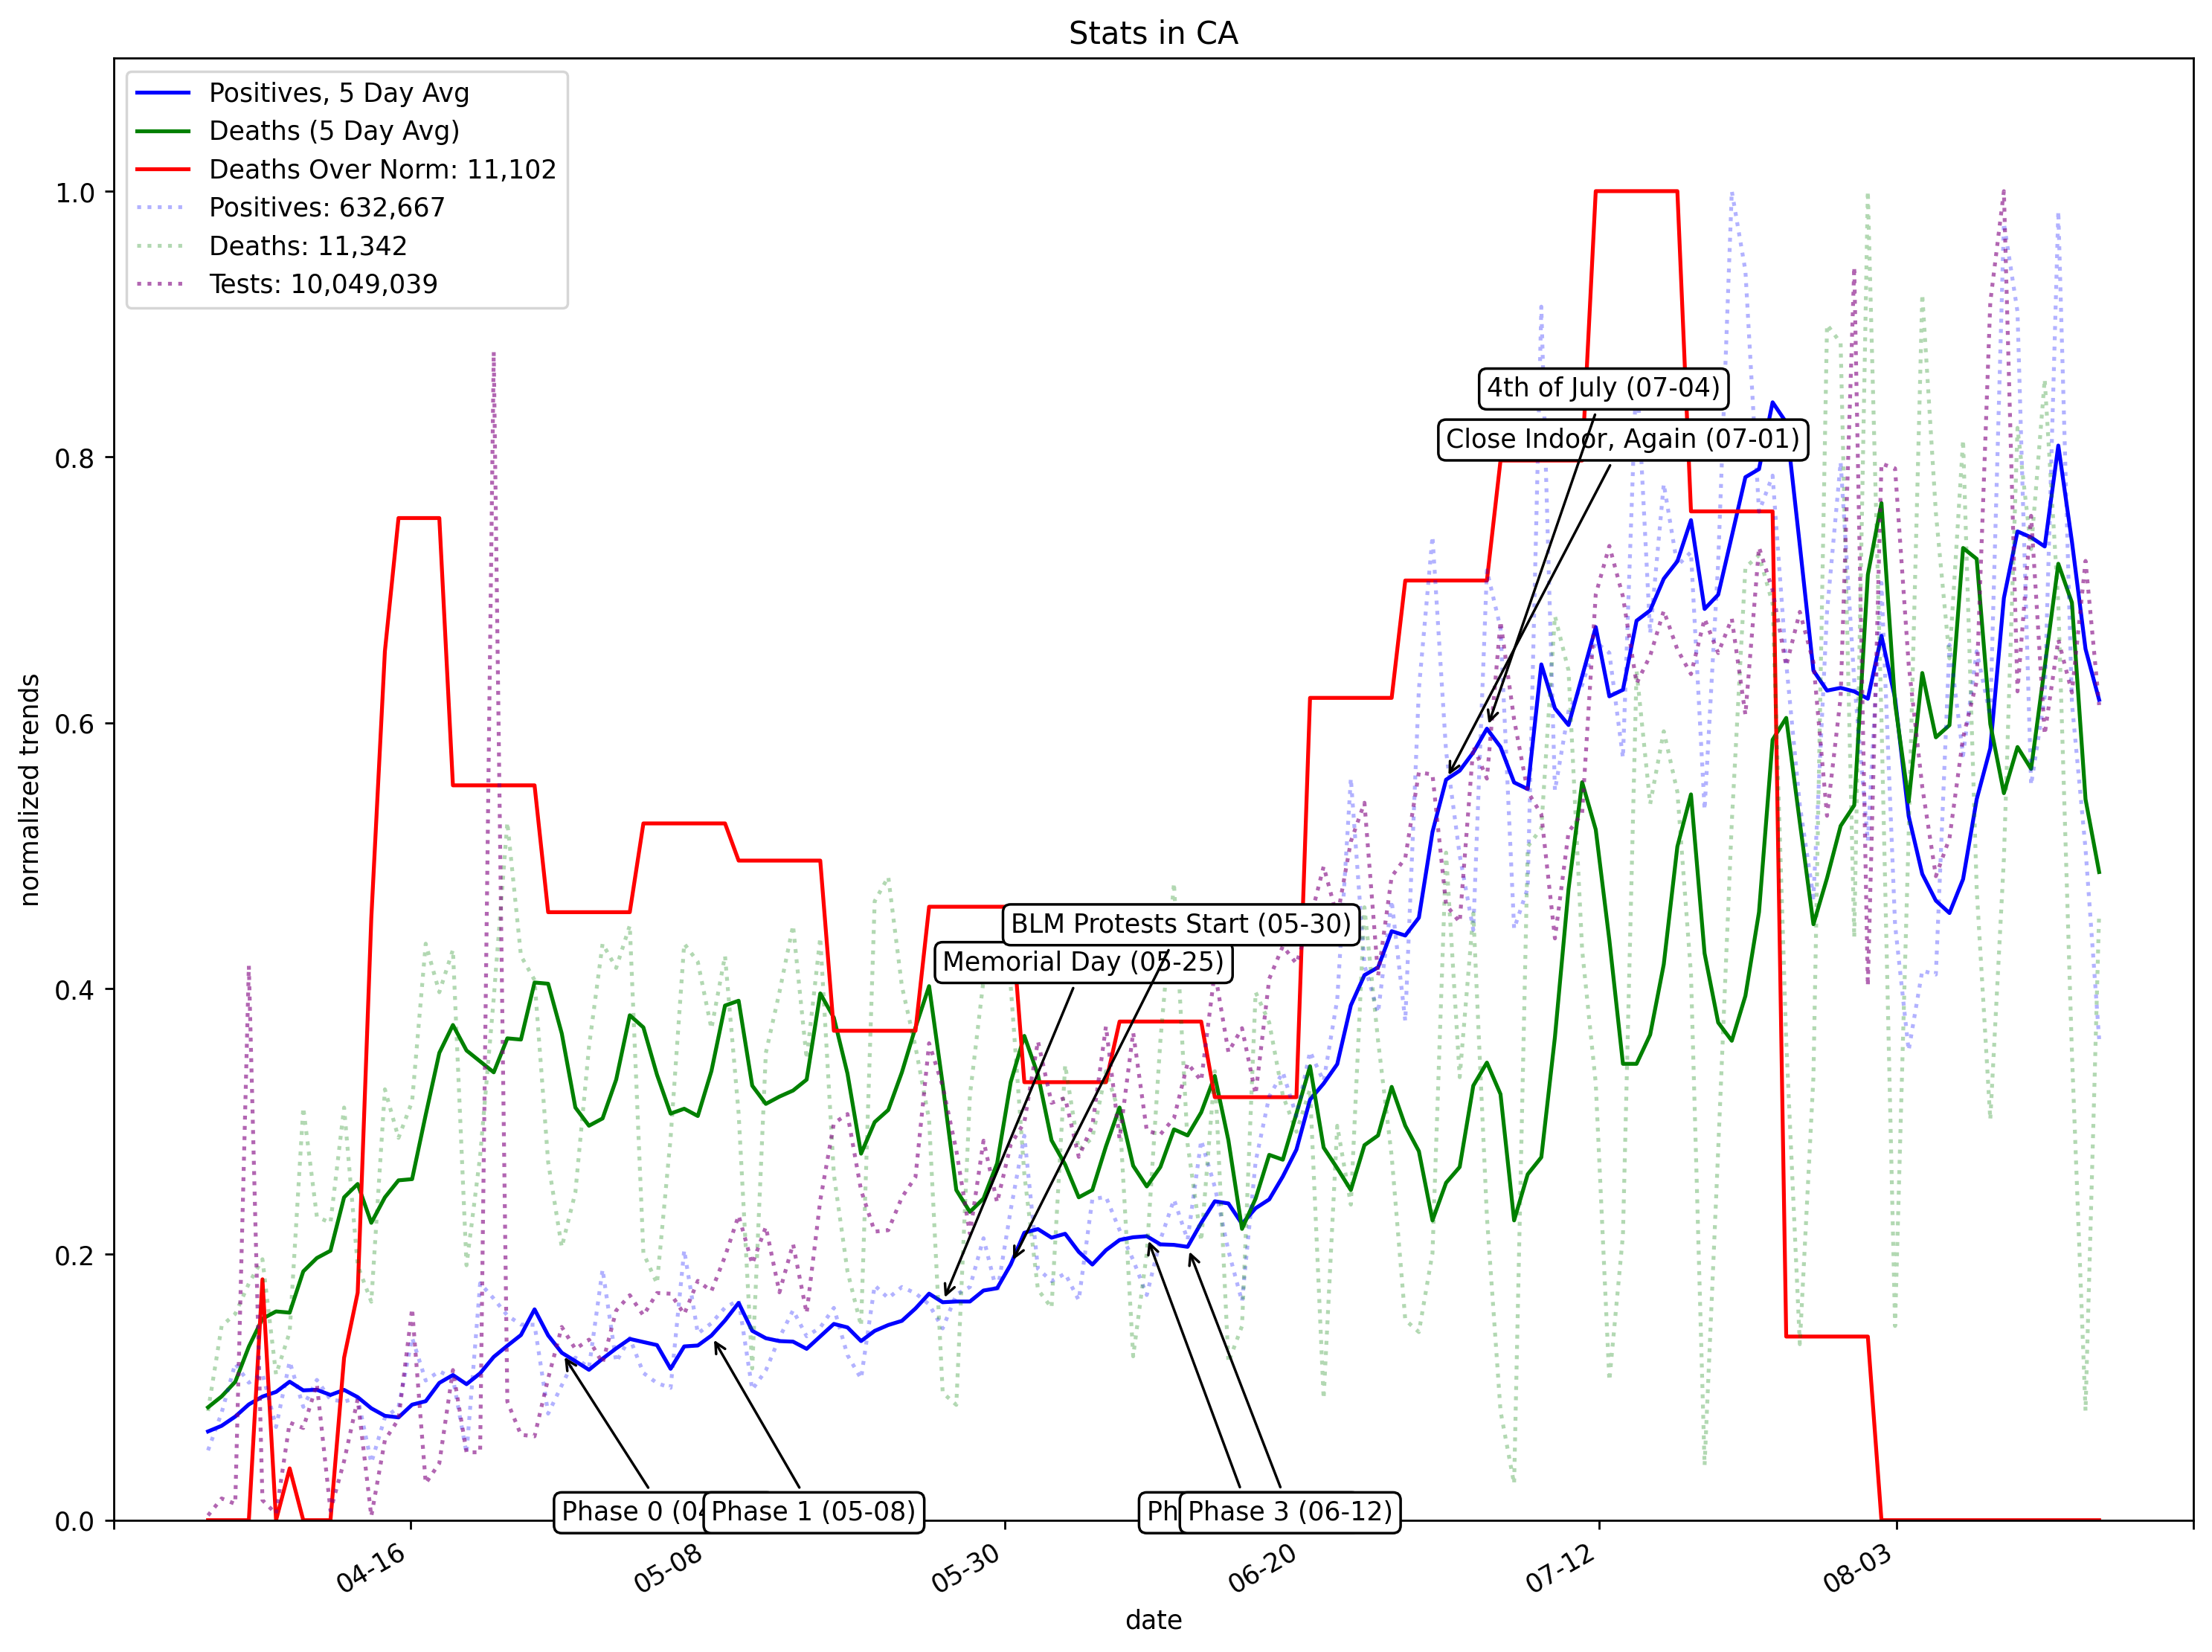 Stats in CA
Positives, 5 Day Avg
Deaths (5 Day Avg)
Deaths Over Norm: 11,102
Positives: 632,667
Deaths: 11,342
Tests: 10,049,039
1.0
0.8
0.6
0.4
0.2
0.0
normalized trends
4th of July (07-04)
Close Indoor, Again (07-01)
BLM Protests Start (05-30)
Memorial Day (05-25)
Phase 0 (04
Phase 1 (05-08)
Ph
Phase 3 (06-12)
04-16
05-08
05-30
06-20
07-12
08-03
date